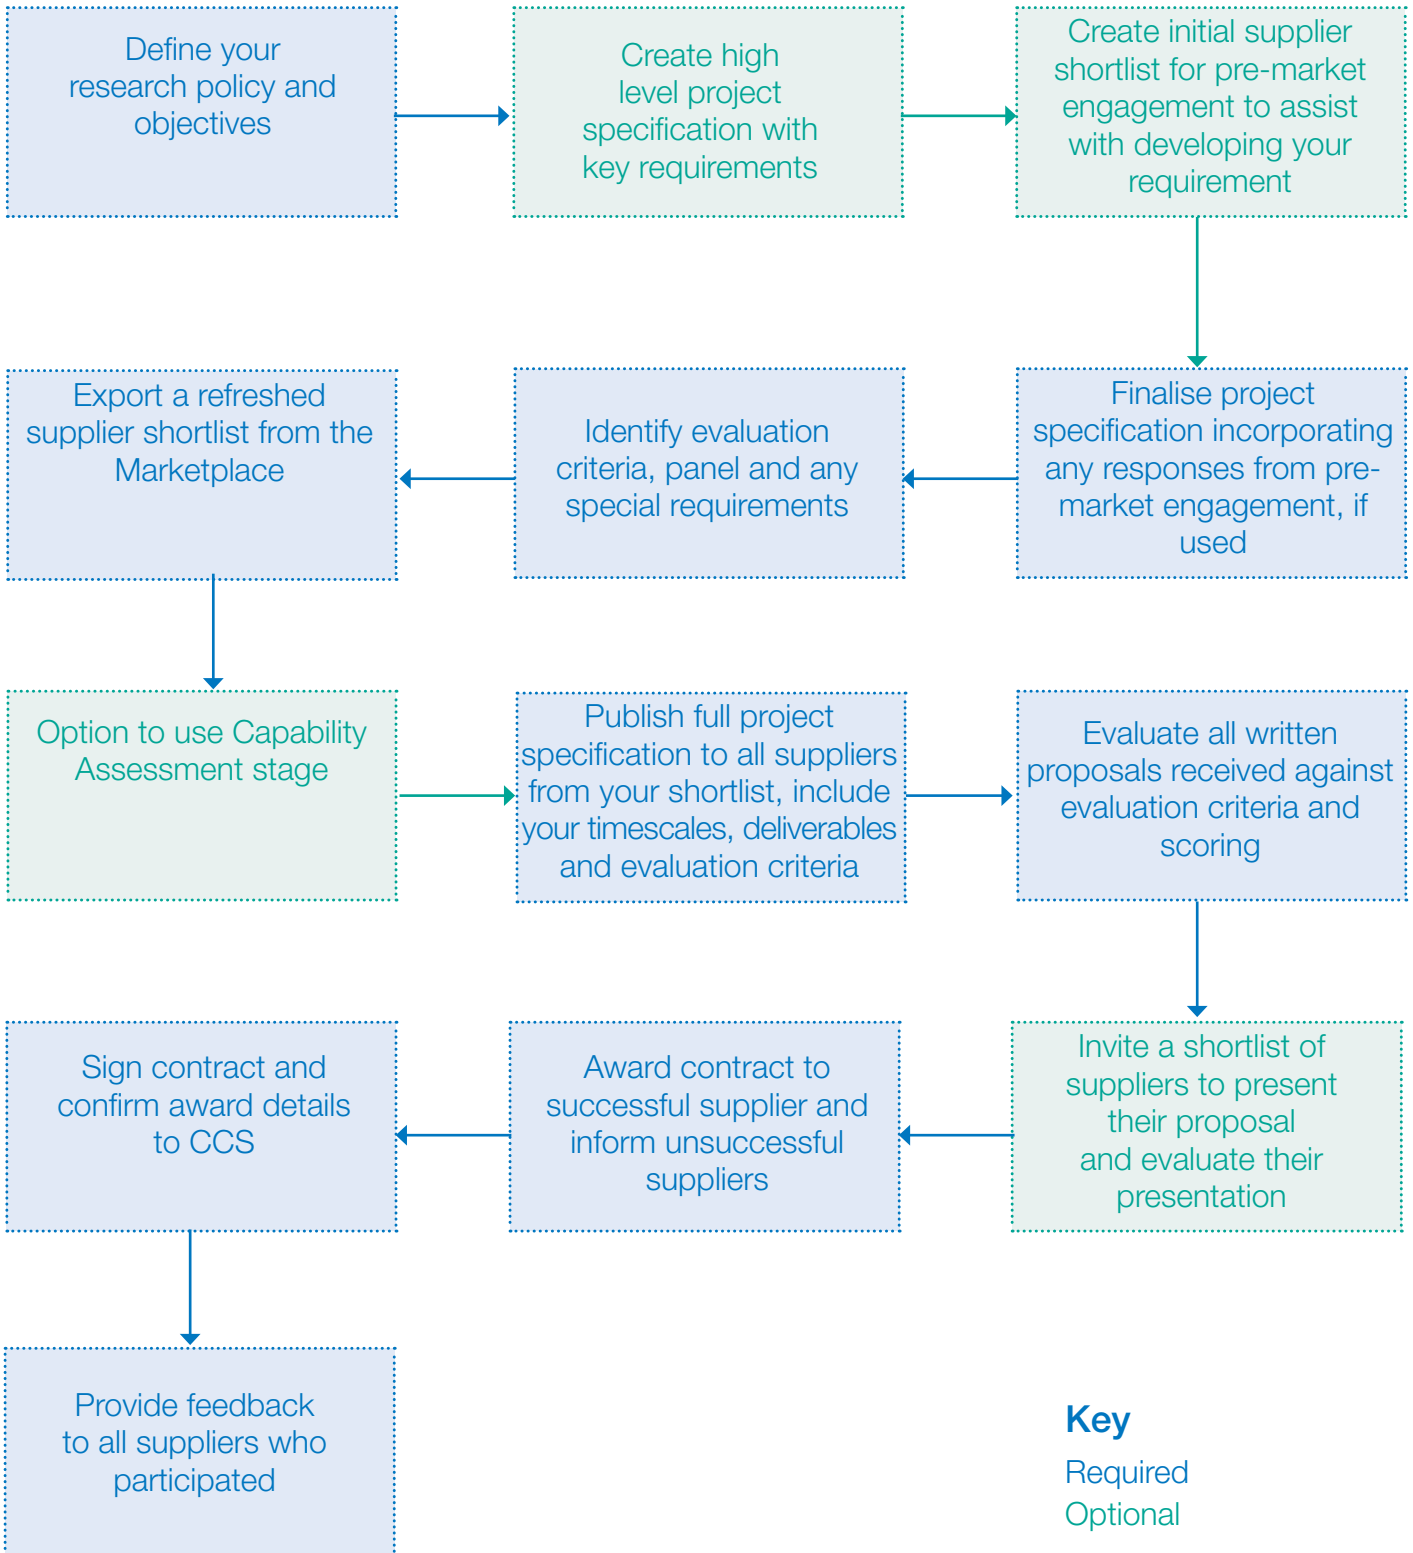 Define your
research policy and
objectives
Create high
level project
specification with
key requirements
Create initial supplier
shortlist for pre-market
engagement to assist
with developing your
requirement
Finalise project
specification incorporating
any responses from pre-
market engagement, if
used
Identify evaluation
criteria, panel and any
special requirements
Export a refreshed
supplier shortlist from the
Marketplace
Option to use Capability
Assessment stage
Publish full project
specification to all suppliers
from your shortlist, include
your timescales, deliverables
and evaluation criteria
Evaluate all written
proposals received against
evaluation criteria and
scoring
Invite a shortlist of
suppliers to present
their proposal
and evaluate their
presentation
Award contract to
successful supplier and
inform unsuccessful
suppliers
Sign contract and
confirm award details
to CCS
Provide feedback
to all suppliers who
participated
Key
Required
Optional